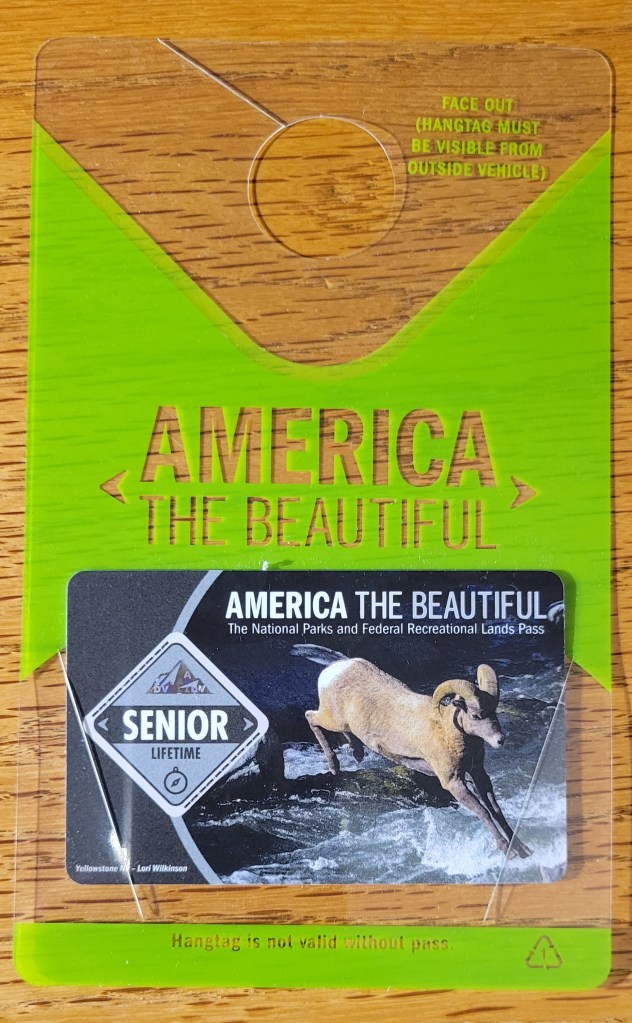 FACE OUT
(HANGTAG MUST
BE VISIBLE FROM
OUTSIDE VEHICLE)
AMERICA
THE BEAUTIFUL
AMERICA THE BEAUTIFUL
The National Parks and Federal Recreational Lands Pass
SENIOR
LIFETIME
Yellowstone – Lori Wilkinson
Hangtag is not valid without pass.
1